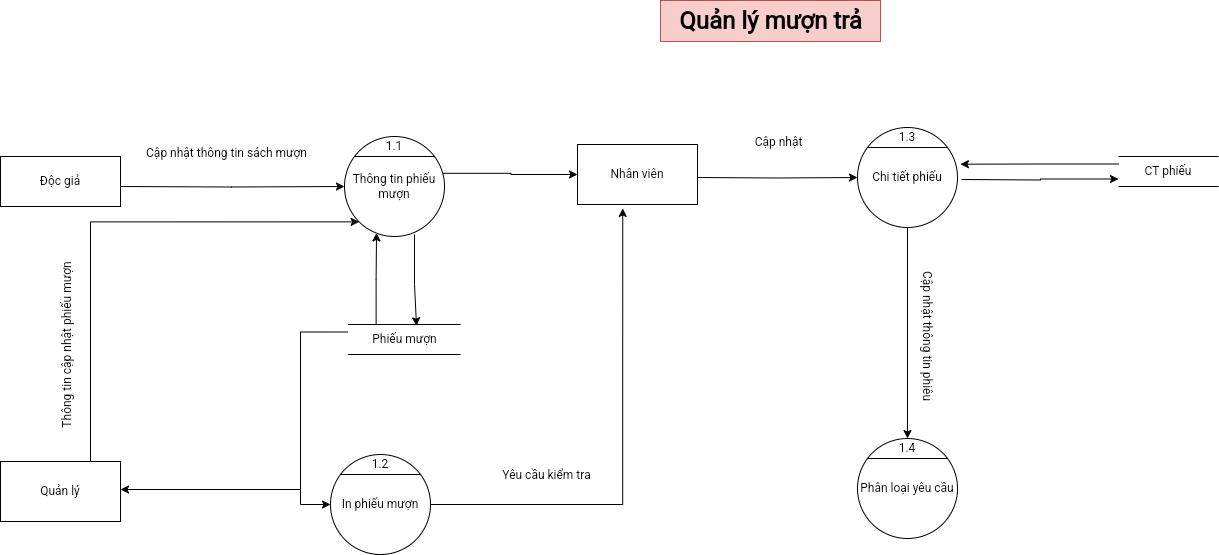 Quản lý mượn trả
Cập nhật thông tin sách mượn
Độc giả
1.1
Thông tin phiếu
mượn
Nhân viên
Cập nhật
1.3
Chi tiết phiếu
CT phiếu
Thông tin cập nhật phiếu mượn
Phiếu mượn
Cập nhật thông tin phiêu
Quản lý
1.2
In phiếu mượn
Yêu cầu kiểm tra
1.4
Phân loại yêu cầu